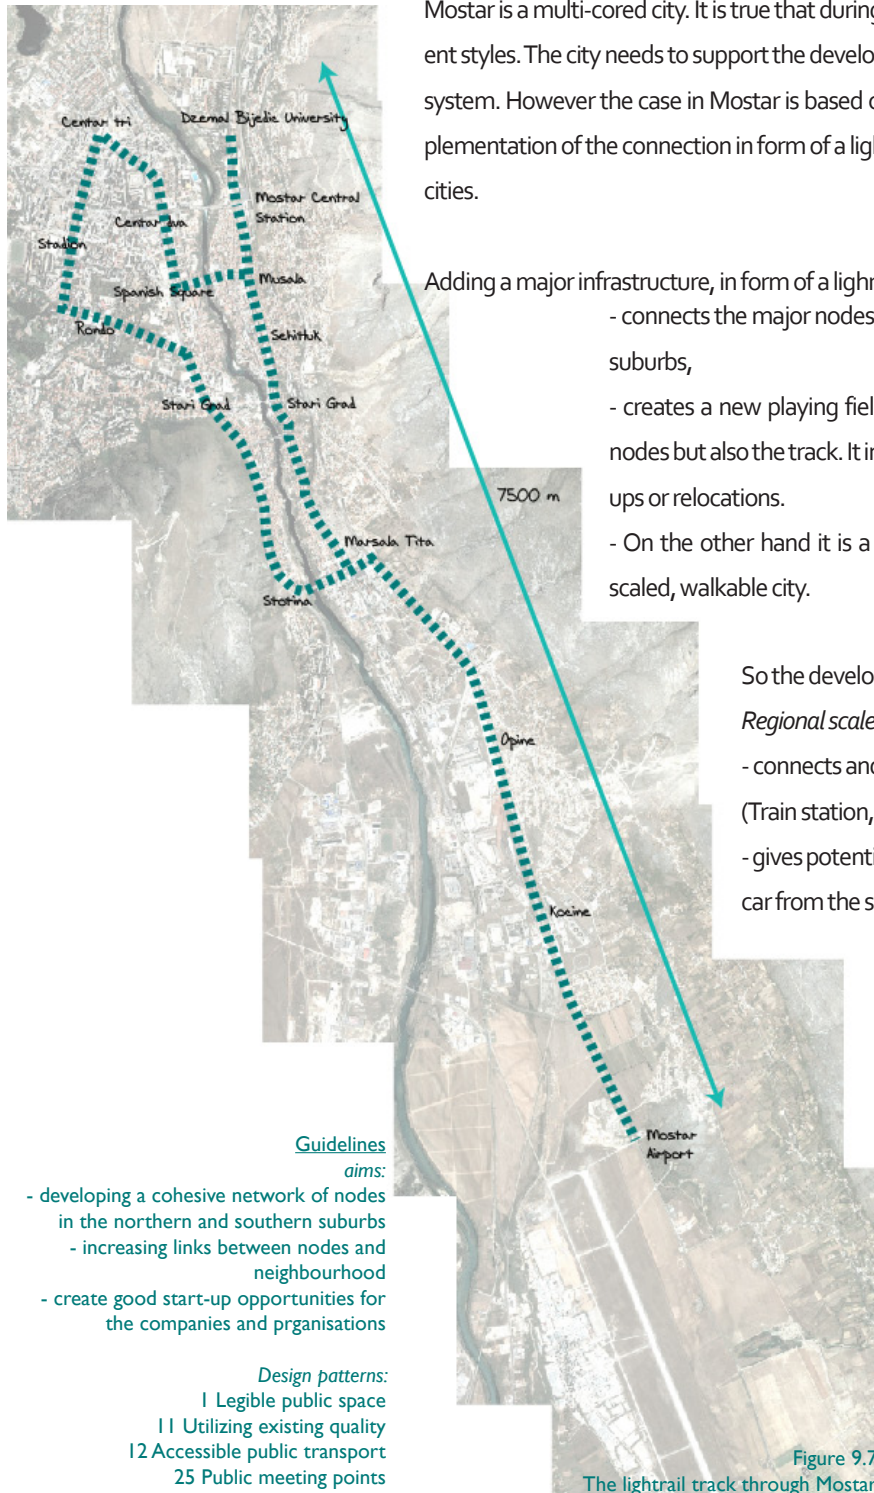 Mostar is a multi-cored city. It is true that during
ent styles. The city needs to support the develo
system. However the case in Mostar is based o
plementation of the connection in form of a ligh
cities.
Adding a major infrastructure, in form of a lighr
- connects the major nodes
suburbs,
- creates a new playing fiel
nodes but also the track. It in
ups or relocations.
- On the other hand it is a
scaled, walkable city.
So the develo
Regional scale
- connects and
(Train station,
- gives potenti
car from the s
Centar tri
Dzemal Bijedic University
Mostar Central
Station
Centar dva
Stadion
Spanish Square
Musala
Rondo
Sehitluk
Stari Grad
Stari Grad
7500 m
Marsala Tita
Stotina
Opine
Kocine
Mostar
Airport
Guidelines
aims:
- developing a cohesive network of nodes
in the northern and southern suburbs
- increasing links between nodes and
neighbourhood
- create good start-up opportunities for
the companies and prganisations
Design patterns:
1 Legible public space
11 Utilizing existing quality
12 Accessible public transport
25 Public meeting points
Figure 9.7
The lightrail track through Mostar